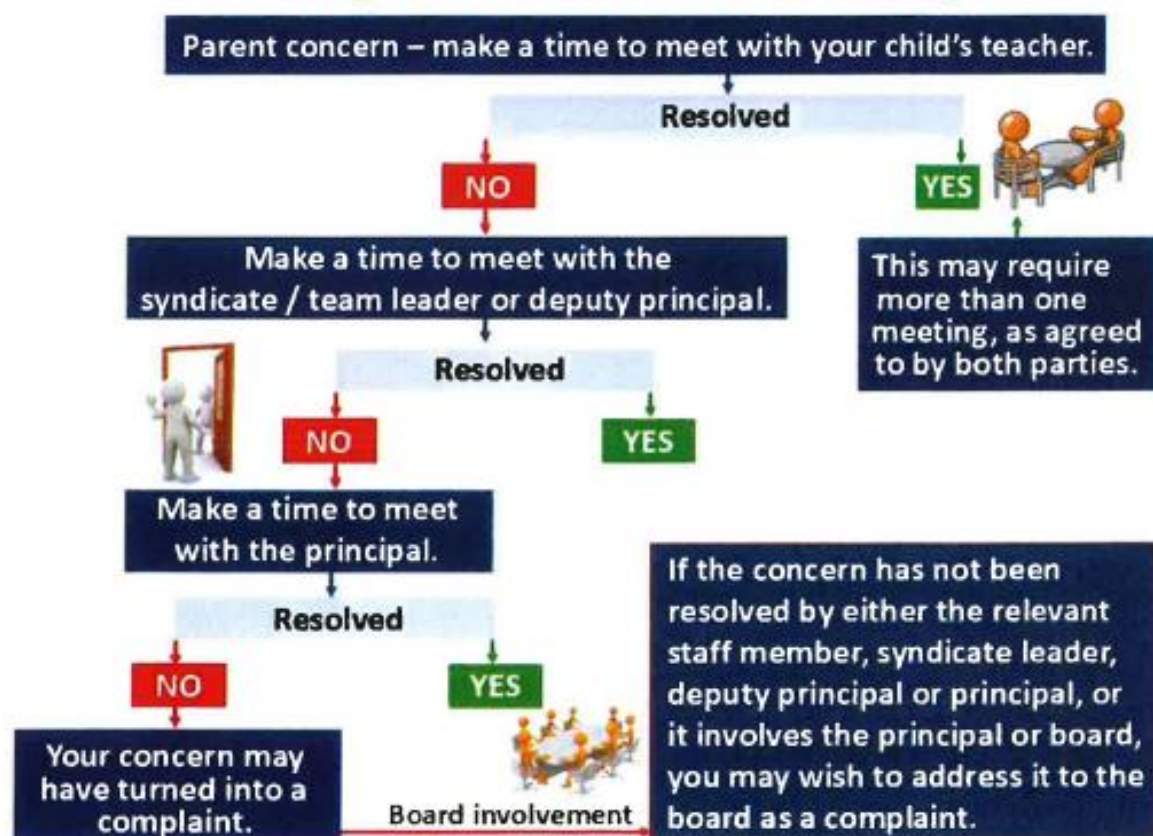 Parent concern – make a time to meet with your child's teacher.
Resolved
NO
YES
Make a time to meet with the
syndicate / team leader or deputy principal.
This may require
more than one
meeting, as agreed
to by both parties.
Resolved
NO
YES
Make a time to meet
with the principal.
Resolved
NO
YES
If the concern has not been
resolved by either the relevant
staff member, syndicate leader,
deputy principal or principal, or
it involves the principal or board,
you may wish to address it to the
board as a complaint.
Your concern may
have turned into a
complaint.
Board involvement